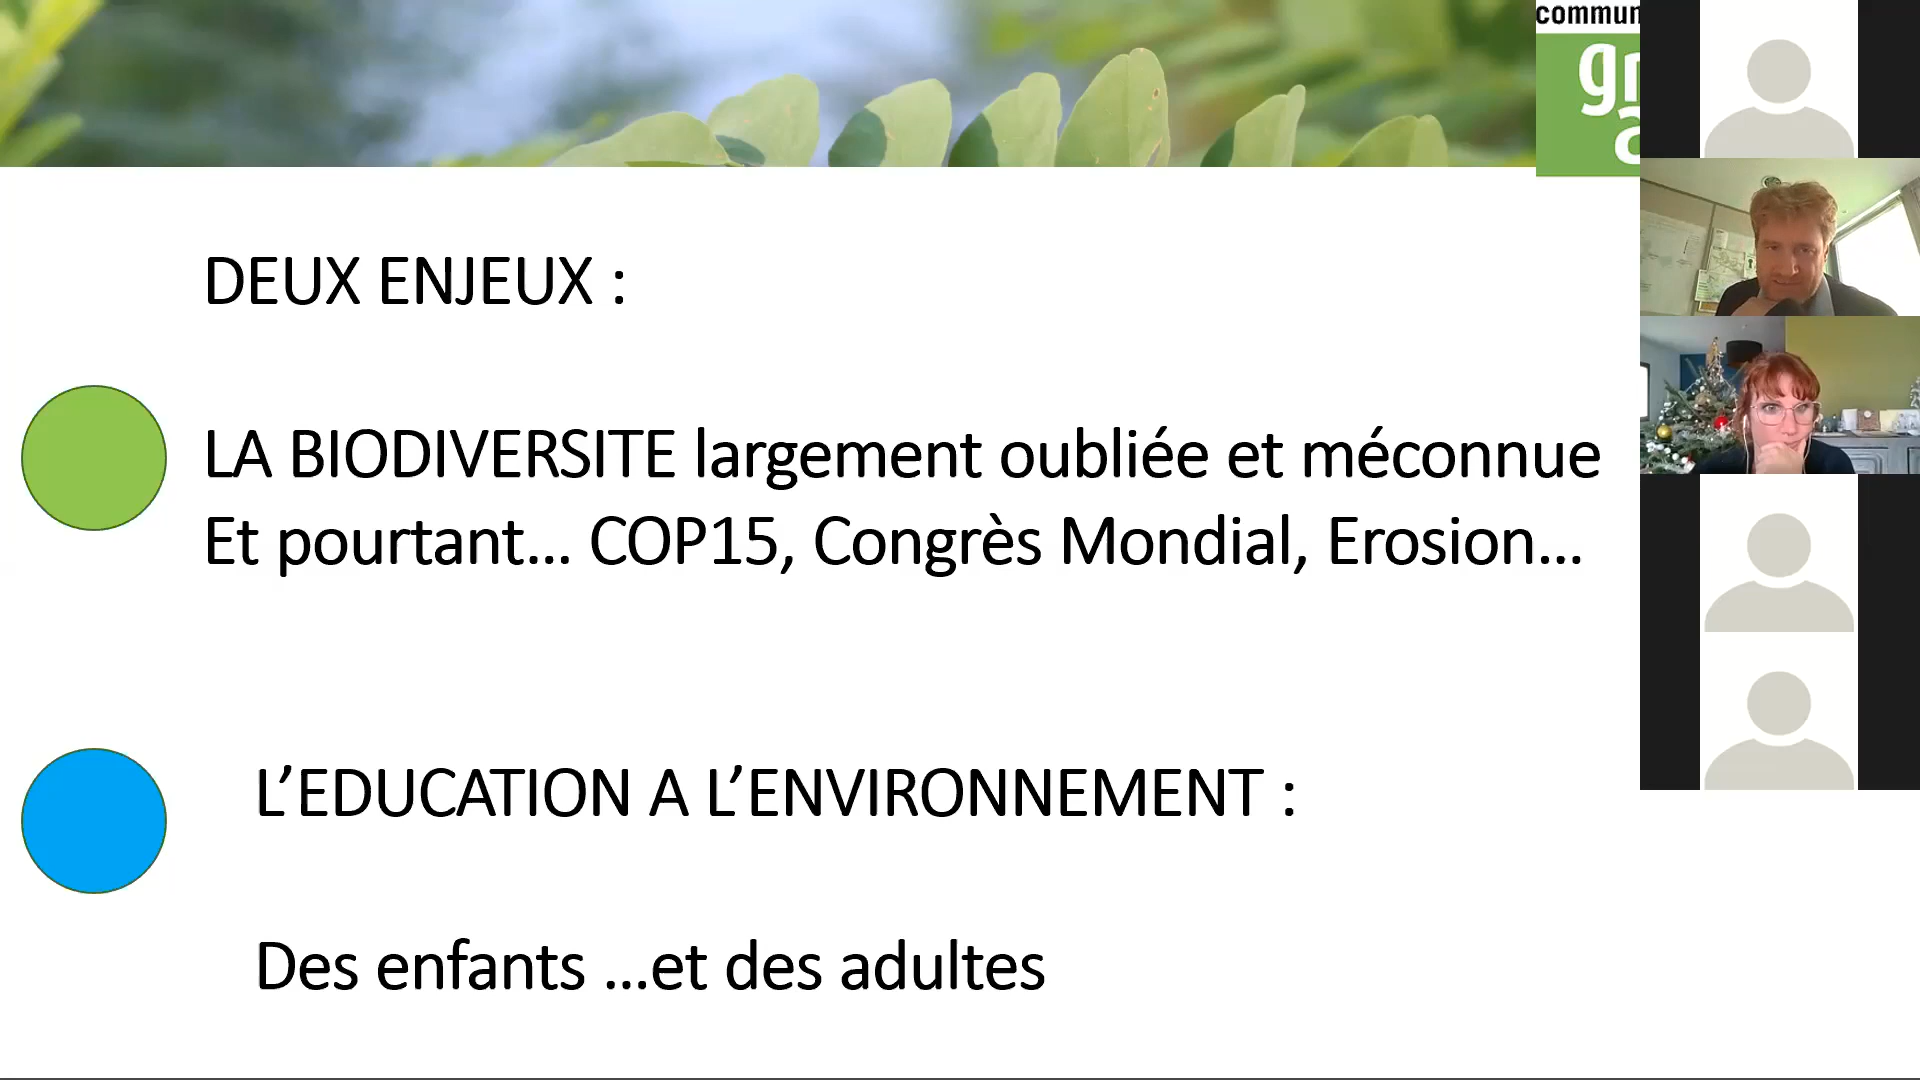 DEUX ENJEUX :
LA BIODIVERSITE largement oubliée et méconnue
Et pourtant... COP15, Congrès Mondial, Erosion...
L’EDUCATION A L’ENVIRONNEMENT :
Des enfants ...et des adultes